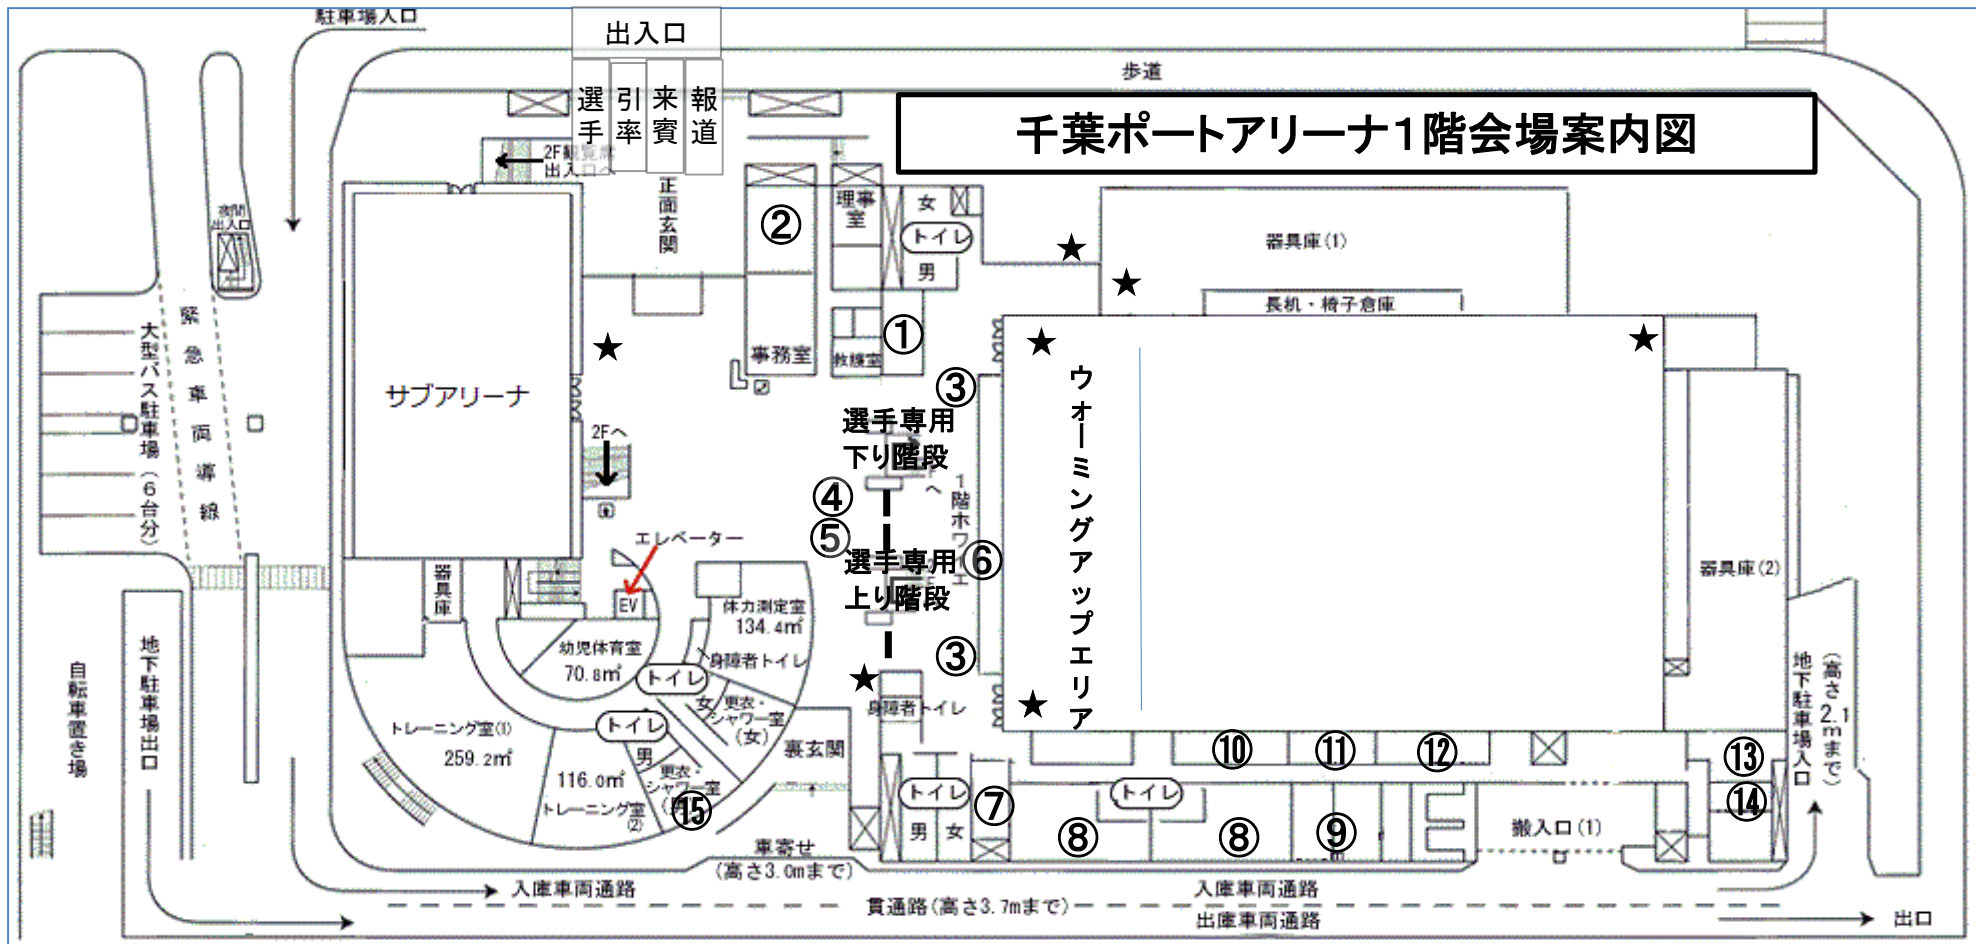 駐車場入口
出入口
選手
引率
来賓
報道
歩道
千葉ポートアリーナ1階会場案内図
2F観覧席
出入口へ
正面玄関
夜間
出入口
②
理事室
女
トイレ
男
★
★
器具庫(1)
長机・椅子倉庫
緊急車両導線
大型バス駐車場(6台分)
サブアリーナ
★
事務室
救護室
①
③
★
★
ウォーミングアップエリア
2Fへ
選手専用
下り階段
④
⑤
1階ホワイエ
選手専用
上り階段
⑥
③
★
★
器具庫(2)
エレベーター
EV
器具庫
体力測定室
134.4㎡
幼児体育室
70.8㎡
身障者トイレ
トイレ
女
更衣・
シャワー室
(女)
トイレ
男
更衣・
シャワー室
⑮
トレーニング室(1)
259.2㎡
116.0㎡
トレーニング室
(2)
裏玄関
身障者トイレ
トイレ
男
女
⑦
トイレ
⑧
⑧
⑨
⑩
⑪
⑫
⑬
⑭
搬入口(1)
地下駐車場入口
(高さ2.1mまで)
自転車置き場
地下駐車場出口
車寄せ
(高さ3.0mまで)
入庫車両通路
入庫車両通路
貫通路(高さ3.7mまで)
出庫車両通路
出口